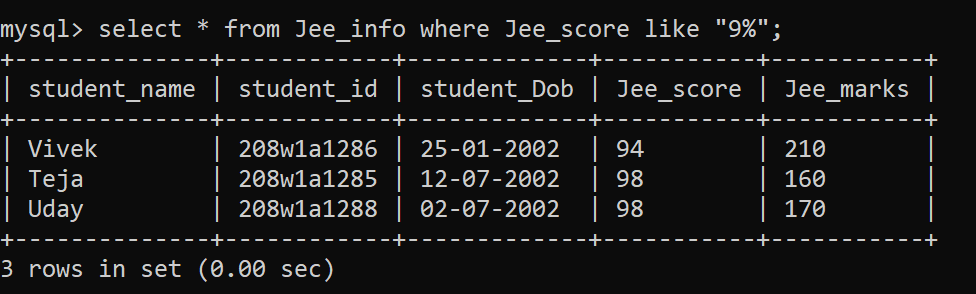 mysql> select * from Jee_info where Jee_score like "9%";
+--------------+------------+-------------+-----------+-----------+
| student_name | student_id | student_Dob | Jee_score | Jee_marks |
+--------------+------------+-------------+-----------+-----------+
| Vivek        | 208w1a1286 | 25-01-2002  | 94        | 210       |
| Teja         | 208w1a1285 | 12-07-2002  | 98        | 160       |
| Uday         | 208w1a1288 | 02-07-2002  | 98        | 170       |
+--------------+------------+-------------+-----------+-----------+
3 rows in set (0.00 sec)